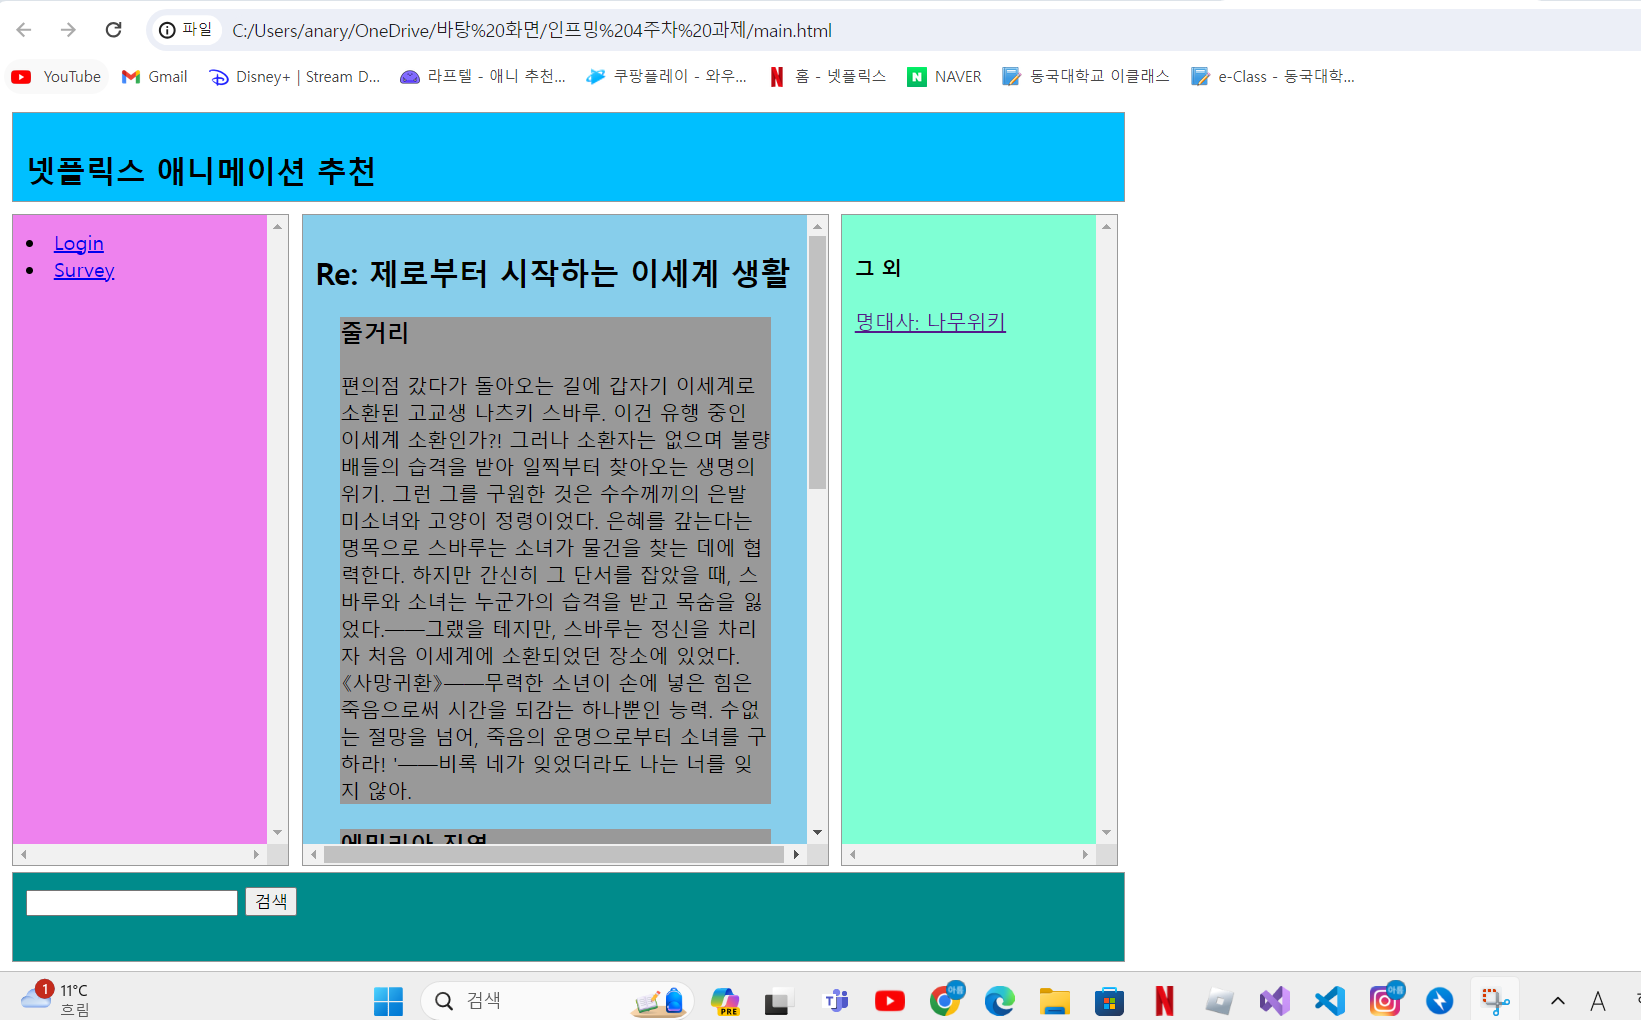 파일 C:/Users/anary/OneDrive/바탕%20화면/인프밍%204주차%20과제/main.html
YouTube Gmail Disney+ | Stream D... 라프텔 - 애니 추천... 쿠팡플레이 - 와우... 홈 - 넷플릭스 NAVER 동국대학교 이클래스 e-Class - 동국대학...
넷플릭스 애니메이션 추천
Login
Survey
Re: 제로부터 시작하는 이세계 생활
줄거리
편의점 갔다가 돌아오는 길에 갑자기 이세계로
소환된 고교생 나츠키 스바루. 이건 유행 중인
이세계 소환인가?! 그러나 소환자는 없으며 불량
배들의 습격을 받아 일찍부터 찾아오는 생명의
위기. 그런 그를 구원한 것은 수수께끼의 은발
미소녀와 고양이 정령이었다. 은혜를 갚는다는
명목으로 스바루는 소녀가 물건을 찾는 데에 협
력한다. 하지만 간신히 그 단서를 잡았을 때, 스
바루와 소녀는 누군가의 습격을 받고 목숨을 잃
었다.――그랬을 테지만, 스바루는 정신을 차리
자 처음 이세계에 소환되었던 장소에 있었다.
《사망귀환》――무력한 소년이 손에 넣은 힘은
죽음으로써 시간을 되감는 하나뿐인 능력. 수없
는 절망을 넘어, 죽음의 운명으로부터 소녀를 구
하라! '――비록 네가 잊었더라도 나는 너를 잊
지 않아.
에밀리아 진영
그 외
명대사: 나무위키
검색
1 11°C
흐림
검색
PRE
아름
아름
A